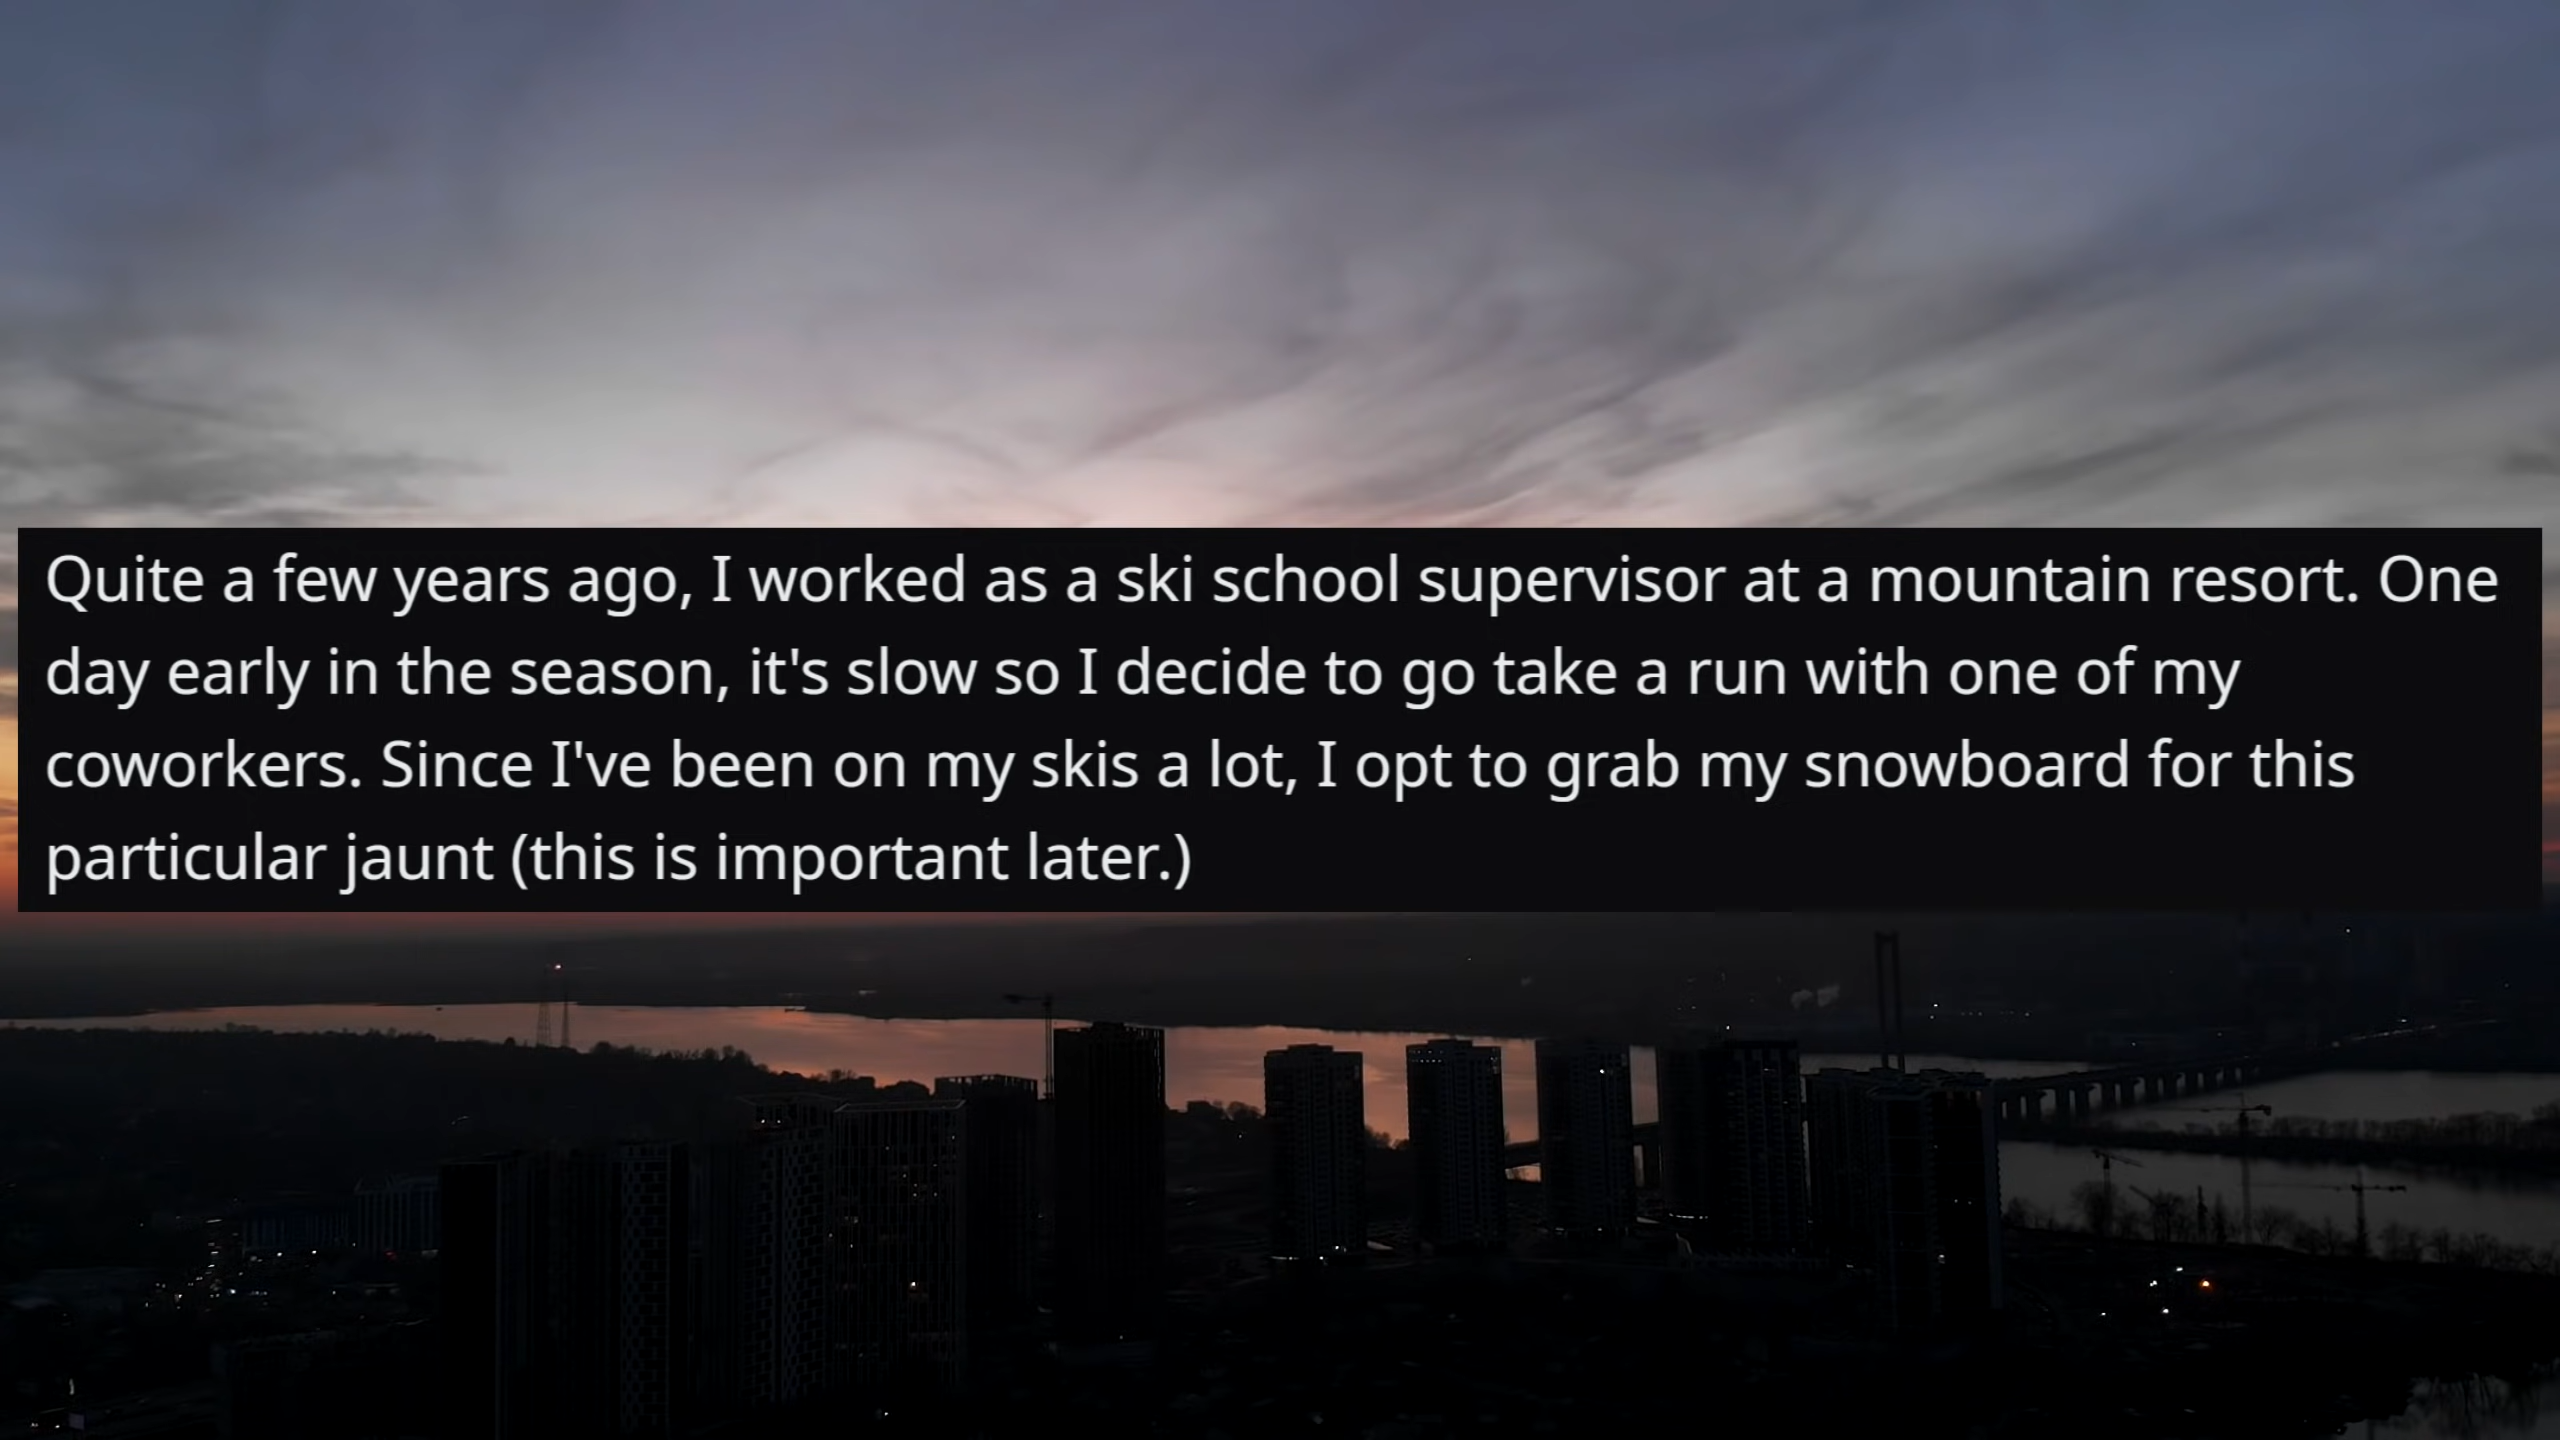 Quite a few years ago, I worked as a ski school supervisor at a mountain resort. One
day early in the season, it's slow so I decide to go take a run with one of my
coworkers. Since I've been on my skis a lot, I opt to grab my snowboard for this
particular jaunt (this is important later.)